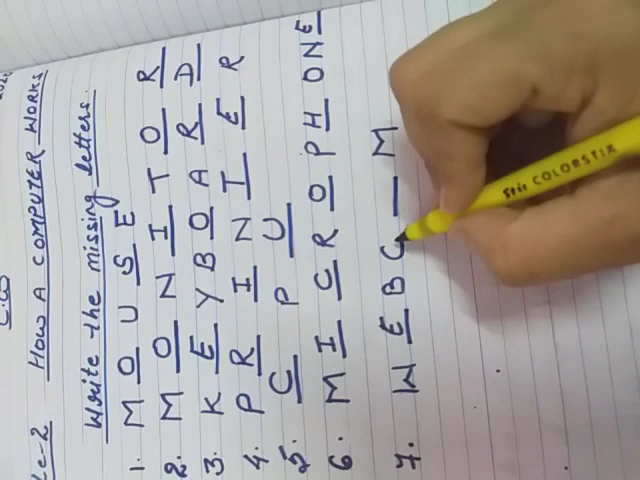 How A COMPUTER WORKS
Write the missing letters.
1. M O U S E
2. M O N I T O R
3. K E Y B O A R D
4. P R I N T E R
5. C P U
6. M I C R O P H O N E
7. W E B C _ M
Stic COLORSTIX